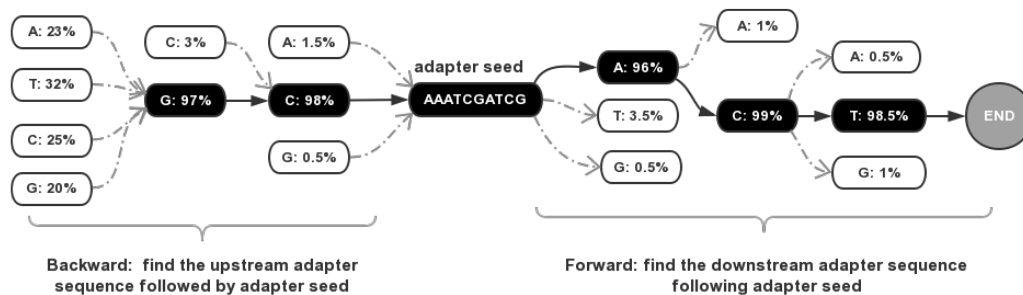 A: 23%
T: 32%
C: 25%
G: 20%
C: 3%
G: 97%
A: 1.5%
C: 98%
G: 0.5%
adapter seed
AAATCGATCG
A: 96%
T: 3.5%
G: 0.5%
A: 1%
C: 99%
A: 0.5%
T: 98.5%
G: 1%
END
Backward: find the upstream adapter
sequence followed by adapter seed
Forward: find the downstream adapter sequence
following adapter seed